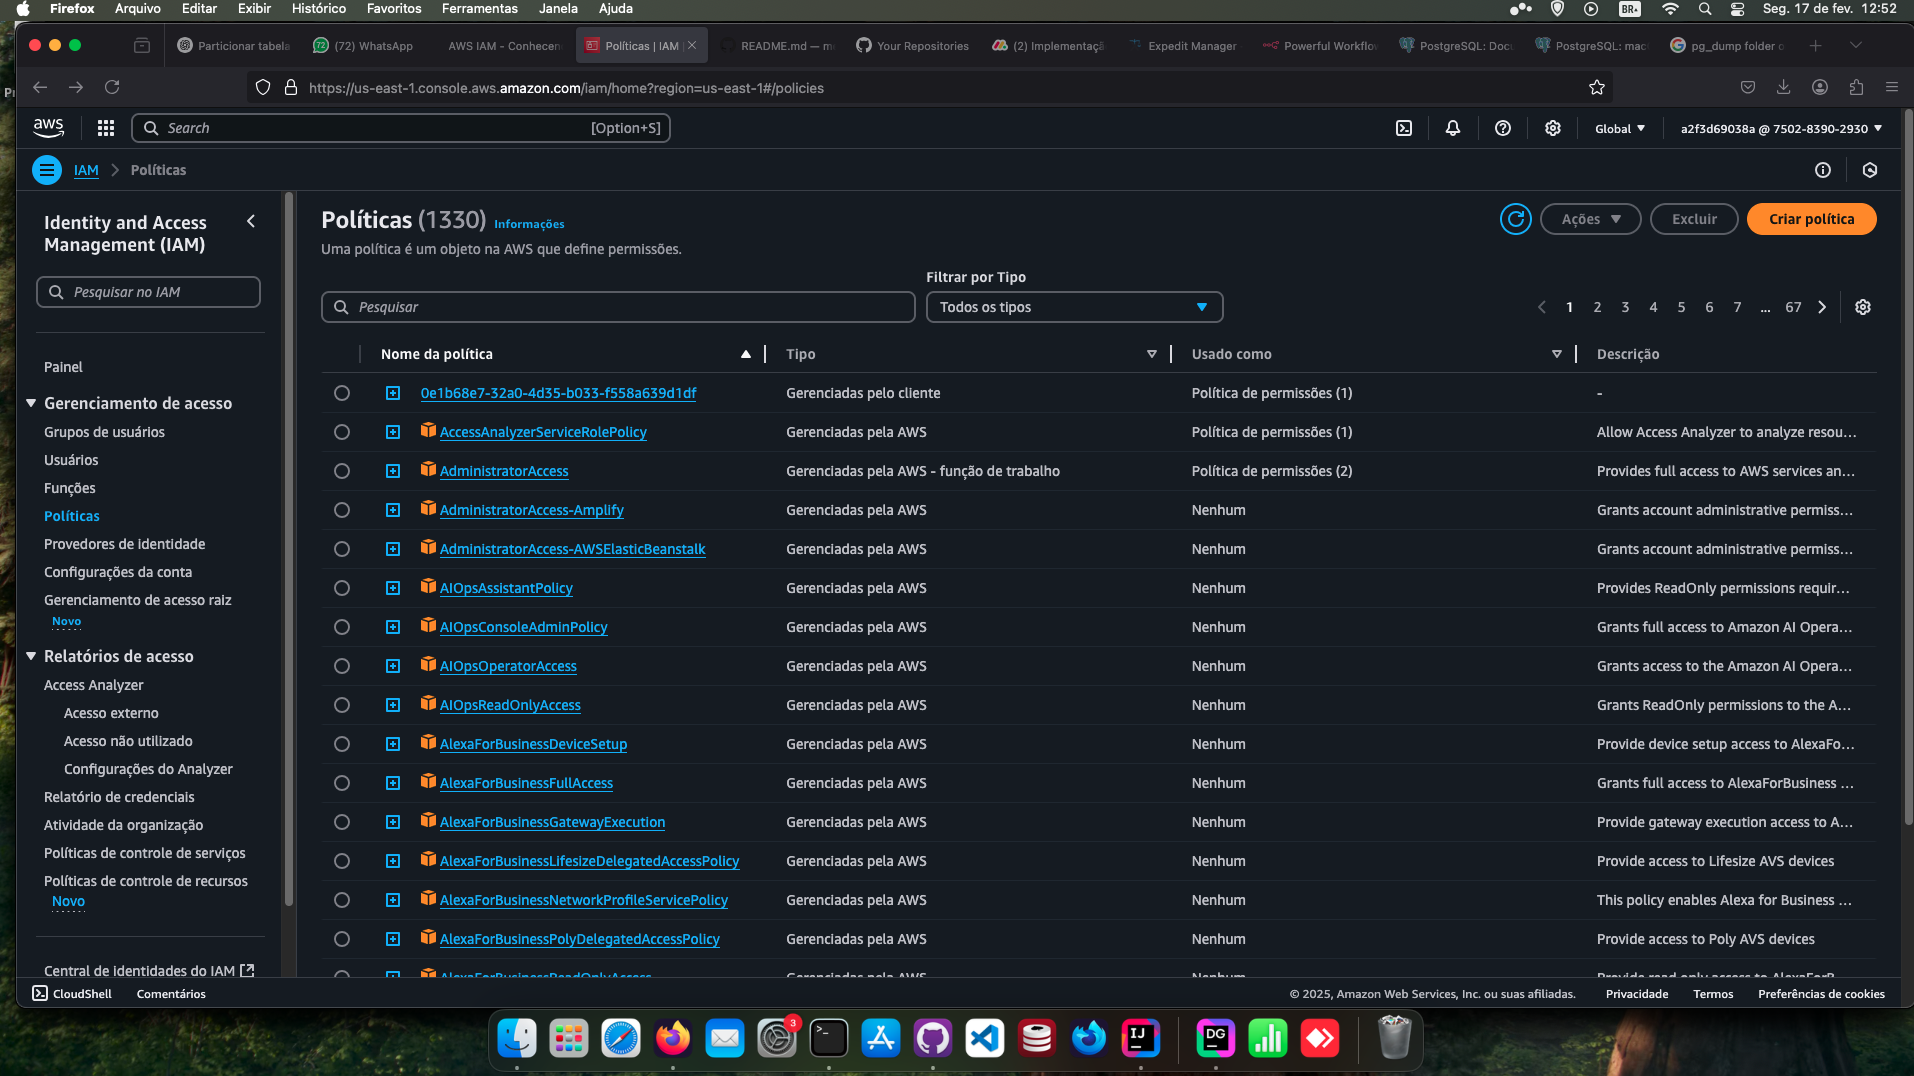 Firefox Arquivo Editar Exibir Histórico Favoritos Ferramentas Janela Ajuda
BR Seg. 17 de fev. 12:52
Particionar tabela
(72) WhatsApp
AWS IAM - Conhecen
Políticas | IAM
README.md — m
Your Repositories
(2) Implementaçã
Expedit Manager
Powerful Workflow
PostgreSQL: Docu
PostgreSQL: mac
pg_dump folder o
https://us-east-1.console.aws.amazon.com/iam/home?region=us-east-1#/policies
aws
Search [Option+S]
Global
a2f3d69038a @ 7502-8390-2930
IAM > Políticas
Identity and Access
Management (IAM)
Pesquisar no IAM
Painel
Gerenciamento de acesso
Grupos de usuários
Usuários
Funções
Políticas
Provedores de identidade
Configurações da conta
Gerenciamento de acesso raiz
Novo
Relatórios de acesso
Access Analyzer
Acesso externo
Acesso não utilizado
Configurações do Analyzer
Relatório de credenciais
Atividade da organização
Políticas de controle de serviços
Políticas de controle de recursos
Novo
Central de identidades do IAM
Políticas (1330) Informações
Uma política é um objeto na AWS que define permissões.
Ações
Excluir
Criar política
Filtrar por Tipo
Pesquisar
Todos os tipos
1 2 3 4 5 6 7 ... 67
Nome da política Tipo Usado como Descrição
0e1b68e7-32a0-4d35-b033-f558a639d1df Gerenciadas pelo cliente Política de permissões (1) -
AccessAnalyzerServiceRolePolicy Gerenciadas pela AWS Política de permissões (1) Allow Access Analyzer to analyze resou...
AdministratorAccess Gerenciadas pela AWS - função de trabalho Política de permissões (2) Provides full access to AWS services an...
AdministratorAccess-Amplify Gerenciadas pela AWS Nenhum Grants account administrative permiss...
AdministratorAccess-AWSElasticBeanstalk Gerenciadas pela AWS Nenhum Grants account administrative permiss...
AIOpsAssistantPolicy Gerenciadas pela AWS Nenhum Provides ReadOnly permissions requir...
AIOpsConsoleAdminPolicy Gerenciadas pela AWS Nenhum Grants full access to Amazon AI Opera...
AIOpsOperatorAccess Gerenciadas pela AWS Nenhum Grants access to the Amazon AI Opera...
AIOpsReadOnlyAccess Gerenciadas pela AWS Nenhum Grants ReadOnly permissions to the A...
AlexaForBusinessDeviceSetup Gerenciadas pela AWS Nenhum Provide device setup access to AlexaFo...
AlexaForBusinessFullAccess Gerenciadas pela AWS Nenhum Grants full access to AlexaForBusiness ...
AlexaForBusinessGatewayExecution Gerenciadas pela AWS Nenhum Provide gateway execution access to A...
AlexaForBusinessLifesizeDelegatedAccessPolicy Gerenciadas pela AWS Nenhum Provide access to Lifesize AVS devices
AlexaForBusinessNetworkProfileServicePolicy Gerenciadas pela AWS Nenhum This policy enables Alexa for Business ...
AlexaForBusinessPolyDelegatedAccessPolicy Gerenciadas pela AWS Nenhum Provide access to Poly AVS devices
AlexaForBusinessReadOnlyAccess Gerenciadas pela AWS Nenhum Provide read only access to AlexaForB...
CloudShell Comentários
© 2025, Amazon Web Services, Inc. ou suas afiliadas. Privacidade Termos Preferências de cookies
3
IJ
DG